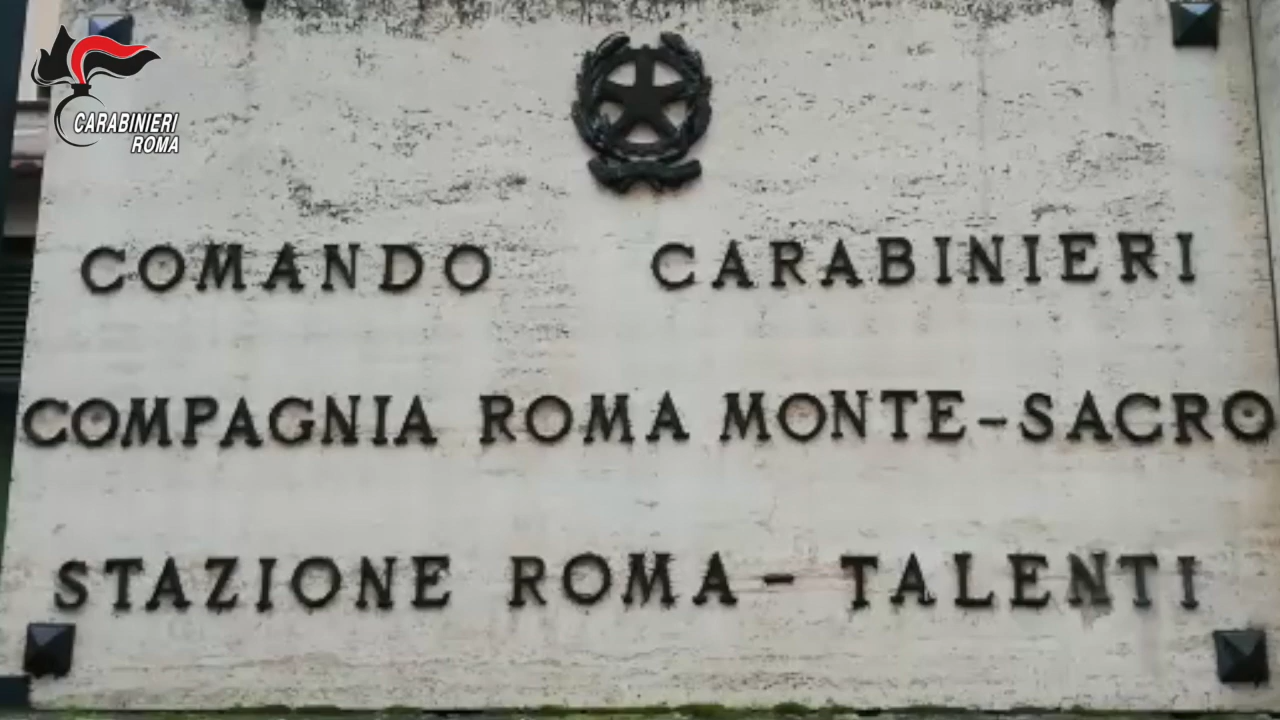 CARABINIERI
ROMA
COMANDO CARABINIERI
COMPAGNIA ROMA MONTE-SACRO
STAZIONE ROMA - TALENTI